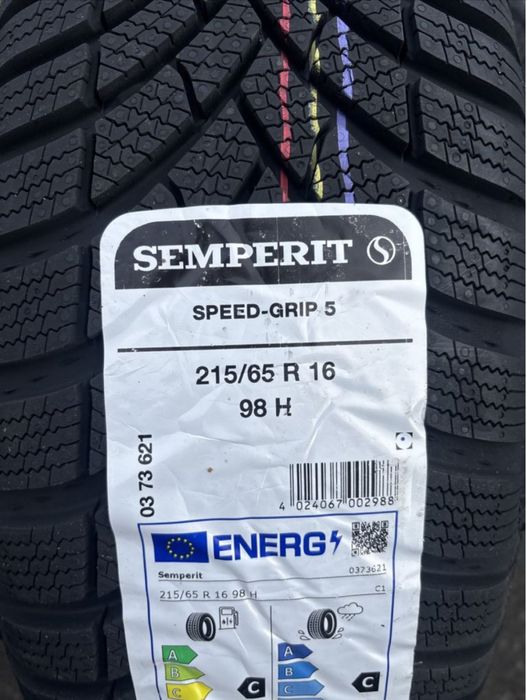 SEMPERIT S
SPEED-GRIP 5
215/65 R 16
98 H
03 73 621
4 024067 002988
ENERG
Semperit 0373621
215/65 R 16 98 H C1
A A
B B
C C C C